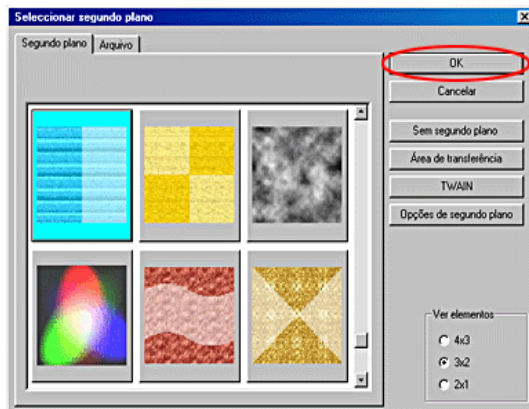 Seleccionar segundo plano
Segundo plano
Arquivo
OK
Cancelar
Sem segundo plano
Área de transferência
TWAIN
Opções de segundo plano
Ver elementos
4x3
3x2
2x1